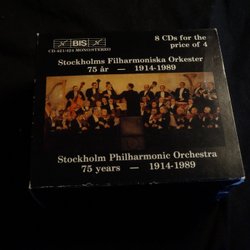 BIS
CD-421/424 MONO/STEREO
8 CDs for the
price of 4
Stockholms Filharmoniska Orkester
75 år — 1914-1989
Stockholm Philharmonic Orchestra
75 years — 1914-1989